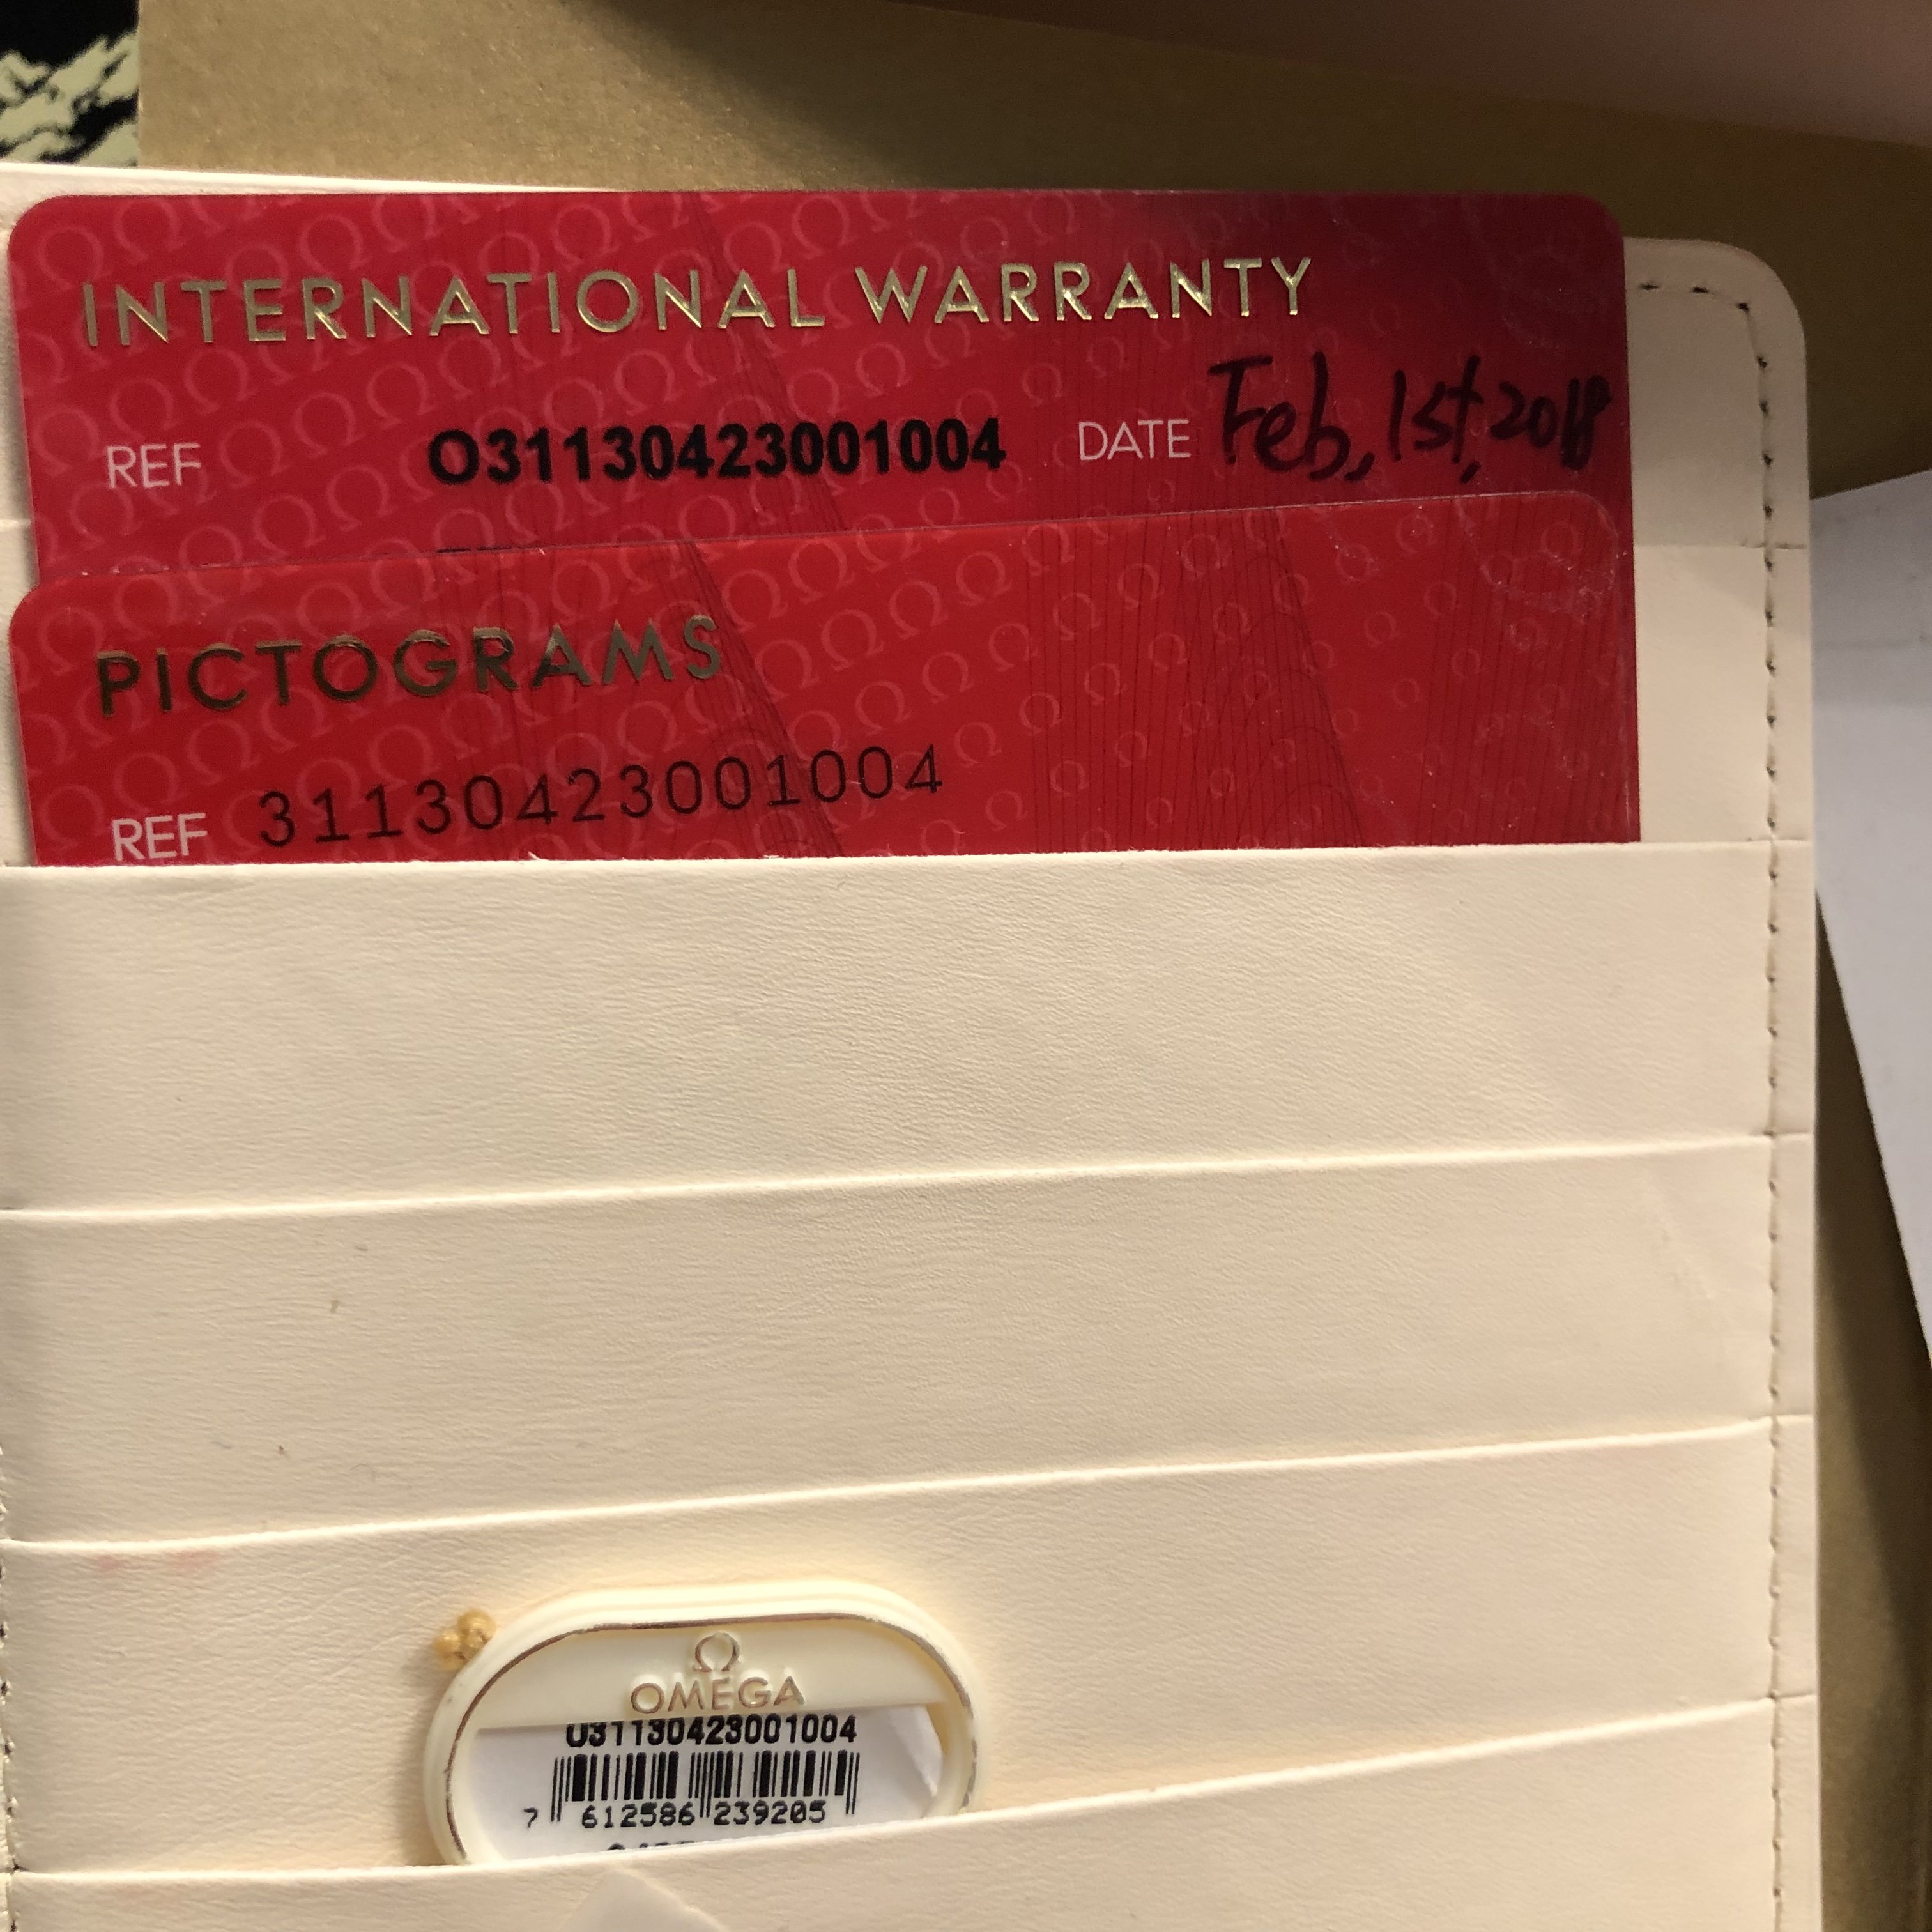 INTERNATIONAL WARRANTY
REF O31130423001004 DATE Feb, 1st, 2018
PICTOGRAMS
REF 31130423001004
Ω
OMEGA
O31130423001004
7 612586 239205